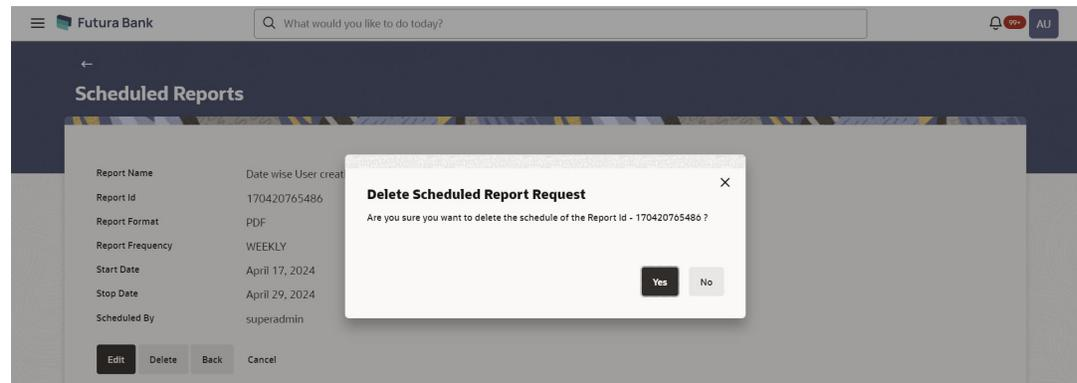 Futura Bank
What would you like to do today?
99+
AU
Scheduled Reports
Report Name Date wise User creat
Report Id 170420765486
Report Format PDF
Report Frequency WEEKLY
Start Date April 17, 2024
Stop Date April 29, 2024
Scheduled By superadmin
Edit Delete Back Cancel
Delete Scheduled Report Request
Are you sure you want to delete the schedule of the Report Id - 170420765486 ?
Yes No